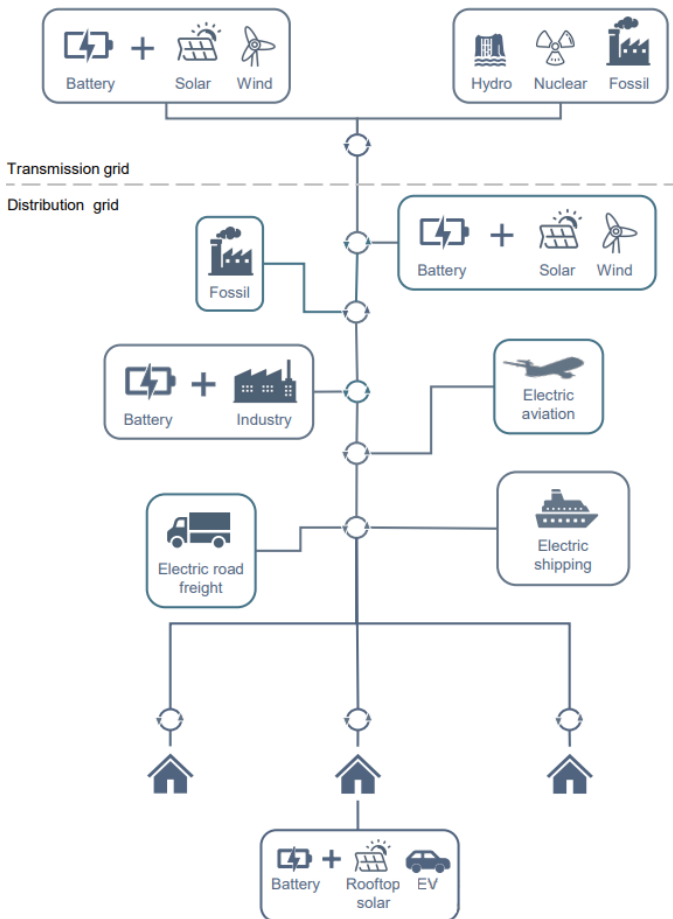 Battery + Solar Wind
Hydro Nuclear Fossil
Transmission grid
Distribution grid
Battery + Solar Wind
Fossil
Battery + Industry
Electric
aviation
Electric road
freight
Electric
shipping
Battery + Rooftop
solar
EV